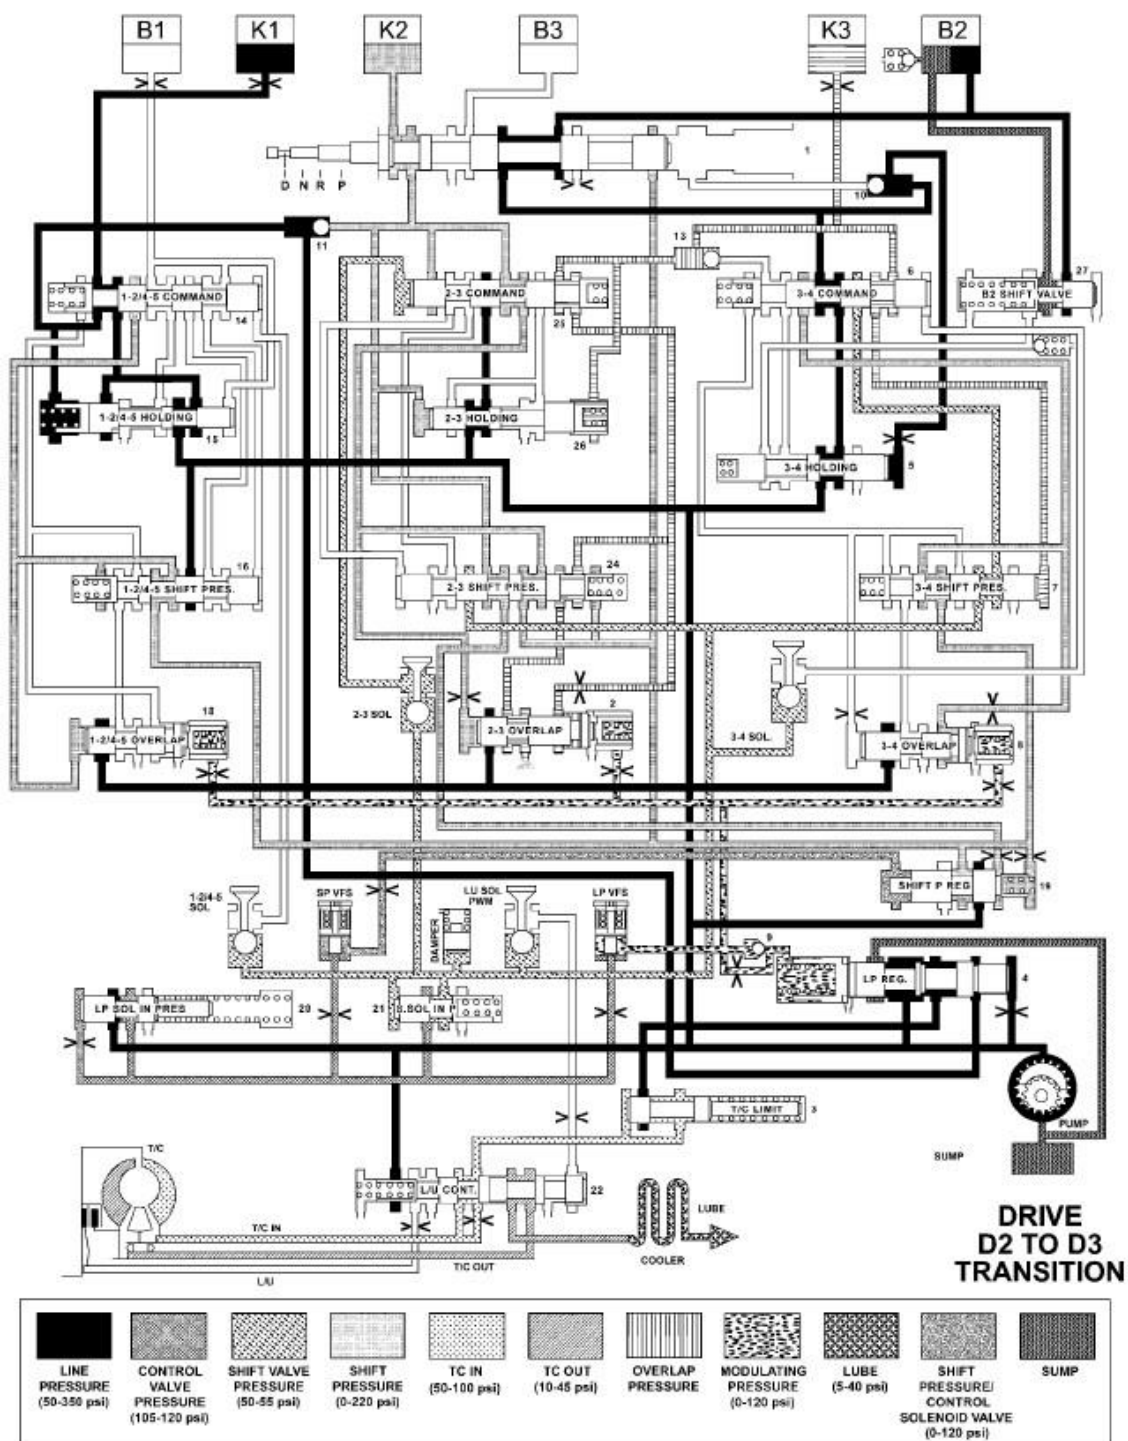 B1 K1 K2 B3 K3 B2
1
D N R P
10
11
13
6
27
1-2/4-5 COMMAND
2-3 COMMAND
3-4 COMMAND
B2 SHIFT VALVE
14
25
1-2/4-5 HOLDING
2-3 HOLDING
15
26
3-4 HOLDING
5
16
24
1-2/4-5 SHIFT PRES.
2-3 SHIFT PRES.
3-4 SHIFT PRES.
7
18
2-3 SOL
2
3-4 SOL.
1-2/4-5 OVERLAP
2-3 OVERLAP
3-4 OVERLAP
8
SHIFT P REG
19
1-2/4-5
SOL
SP VFS
DAMPER
LU SOL
PWM
LP VFS
9
LP REG.
4
LP SOL IN PRES
20
21
S.SOL IN P
T/C LIMIT
3
PUMP
SUMP
T/C
L/U CONT.
22
LUBE
T/C IN
COOLER
T/C OUT
L/U
DRIVE
D2 TO D3
TRANSITION
LINE
PRESSURE
(50-350 psi)
CONTROL
VALVE
PRESSURE
(105-120 psi)
SHIFT VALVE
PRESSURE
(50-55 psi)
SHIFT
PRESSURE
(0-220 psi)
TC IN
(50-100 psi)
TC OUT
(10-45 psi)
OVERLAP
PRESSURE
MODULATING
PRESSURE
(0-120 psi)
LUBE
(5-40 psi)
SHIFT
PRESSURE/
CONTROL
SOLENOID VALVE
(0-120 psi)
SUMP